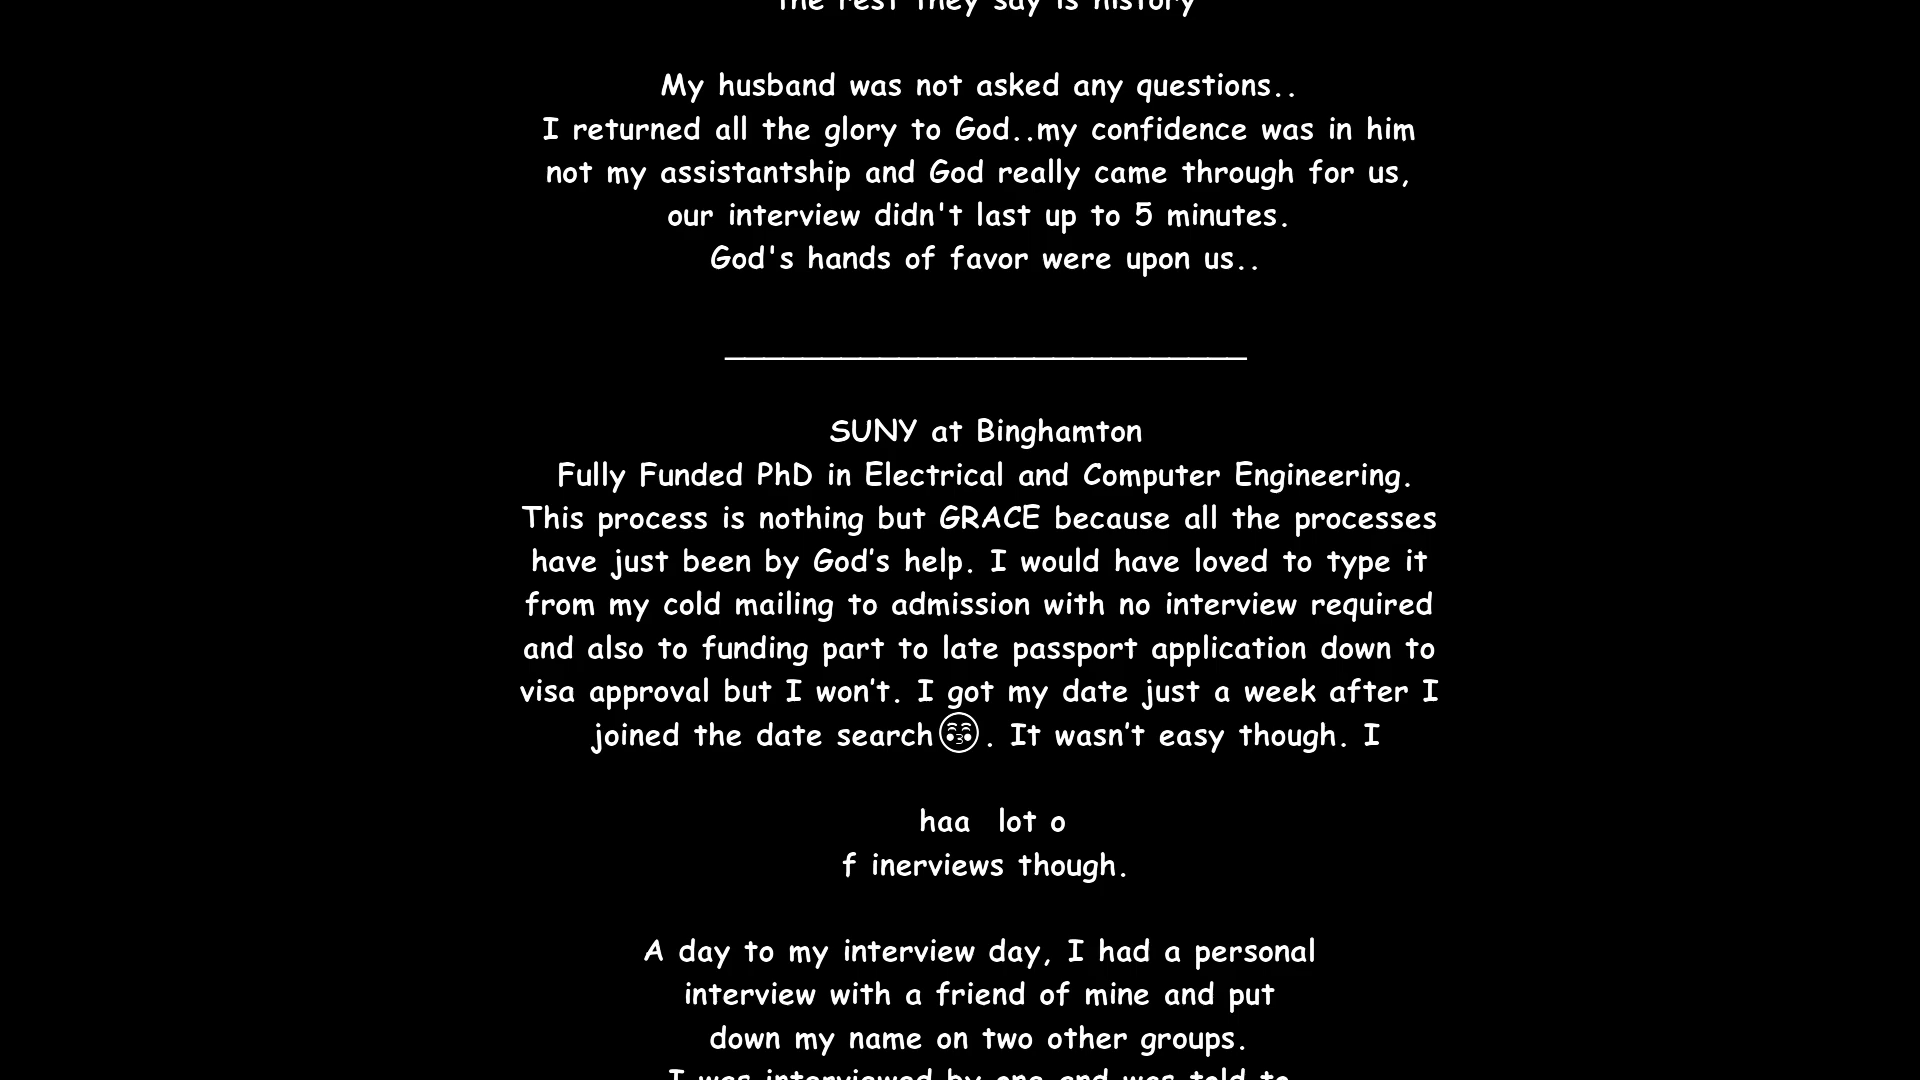 the rest they say is history
My husband was not asked any questions..
I returned all the glory to God..my confidence was in him
not my assistantship and God really came through for us,
our interview didn't last up to 5 minutes.
God's hands of favor were upon us..
___________________________
SUNY at Binghamton
Fully Funded PhD in Electrical and Computer Engineering.
This process is nothing but GRACE because all the processes
have just been by God’s help. I would have loved to type it
from my cold mailing to admission with no interview required
and also to funding part to late passport application down to
visa approval but I won’t. I got my date just a week after I
joined the date search😚. It wasn’t easy though. I
haa lot o
f inerviews though.
A day to my interview day, I had a personal
interview with a friend of mine and put
down my name on two other groups.
I was interviewed by one and was told to